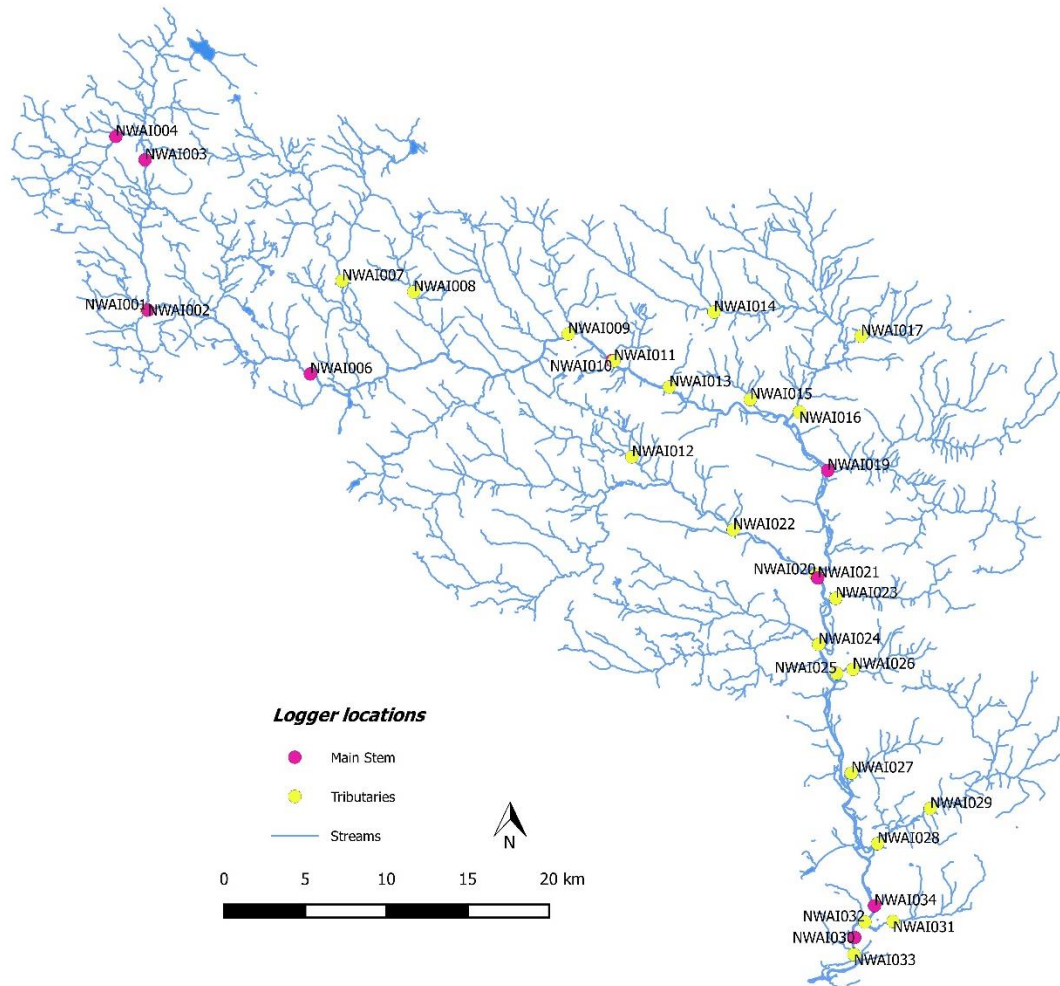 NWAI004
NWAI003
NWAI007
NWAI008
NWAI001
NWAI002
NWAI014
NWAI009
NWAI017
NWAI011
NWAI010
NWAI006
NWAI013
NWAI015
NWAI016
NWAI012
NWAI019
NWAI022
NWAI020
NWAI021
NWAI023
NWAI024
NWAI025
NWAI026
Logger locations
Main Stem
Tributaries
Streams
N
0 5 10 15 20 km
NWAI027
NWAI029
NWAI028
NWAI034
NWAI032
NWAI031
NWAI030
NWAI033